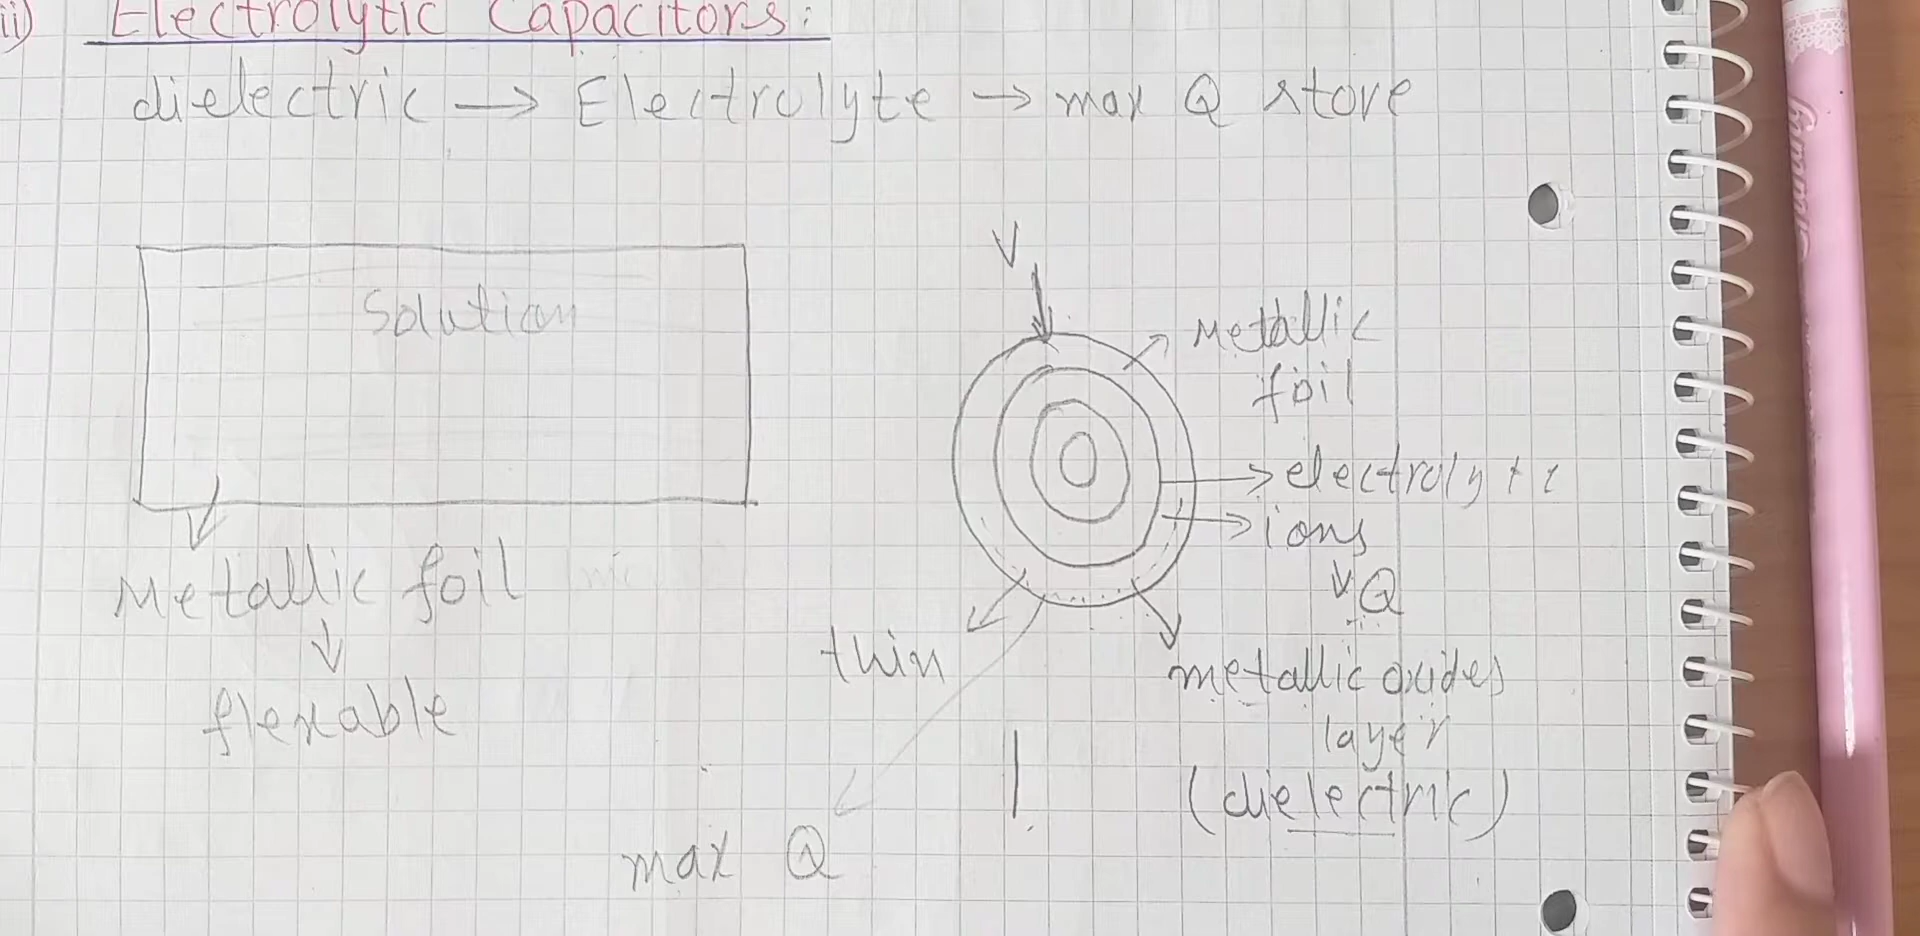 ii) Electrolytic Capacitors:
dielectric → Electrolyte → max Q store
Solution
V
Metallic
foil
→ electrolyte
→ ions
Q
Metallic foil
↓
flexable
thin
metallic oxides
layer
(dielectric)
max Q